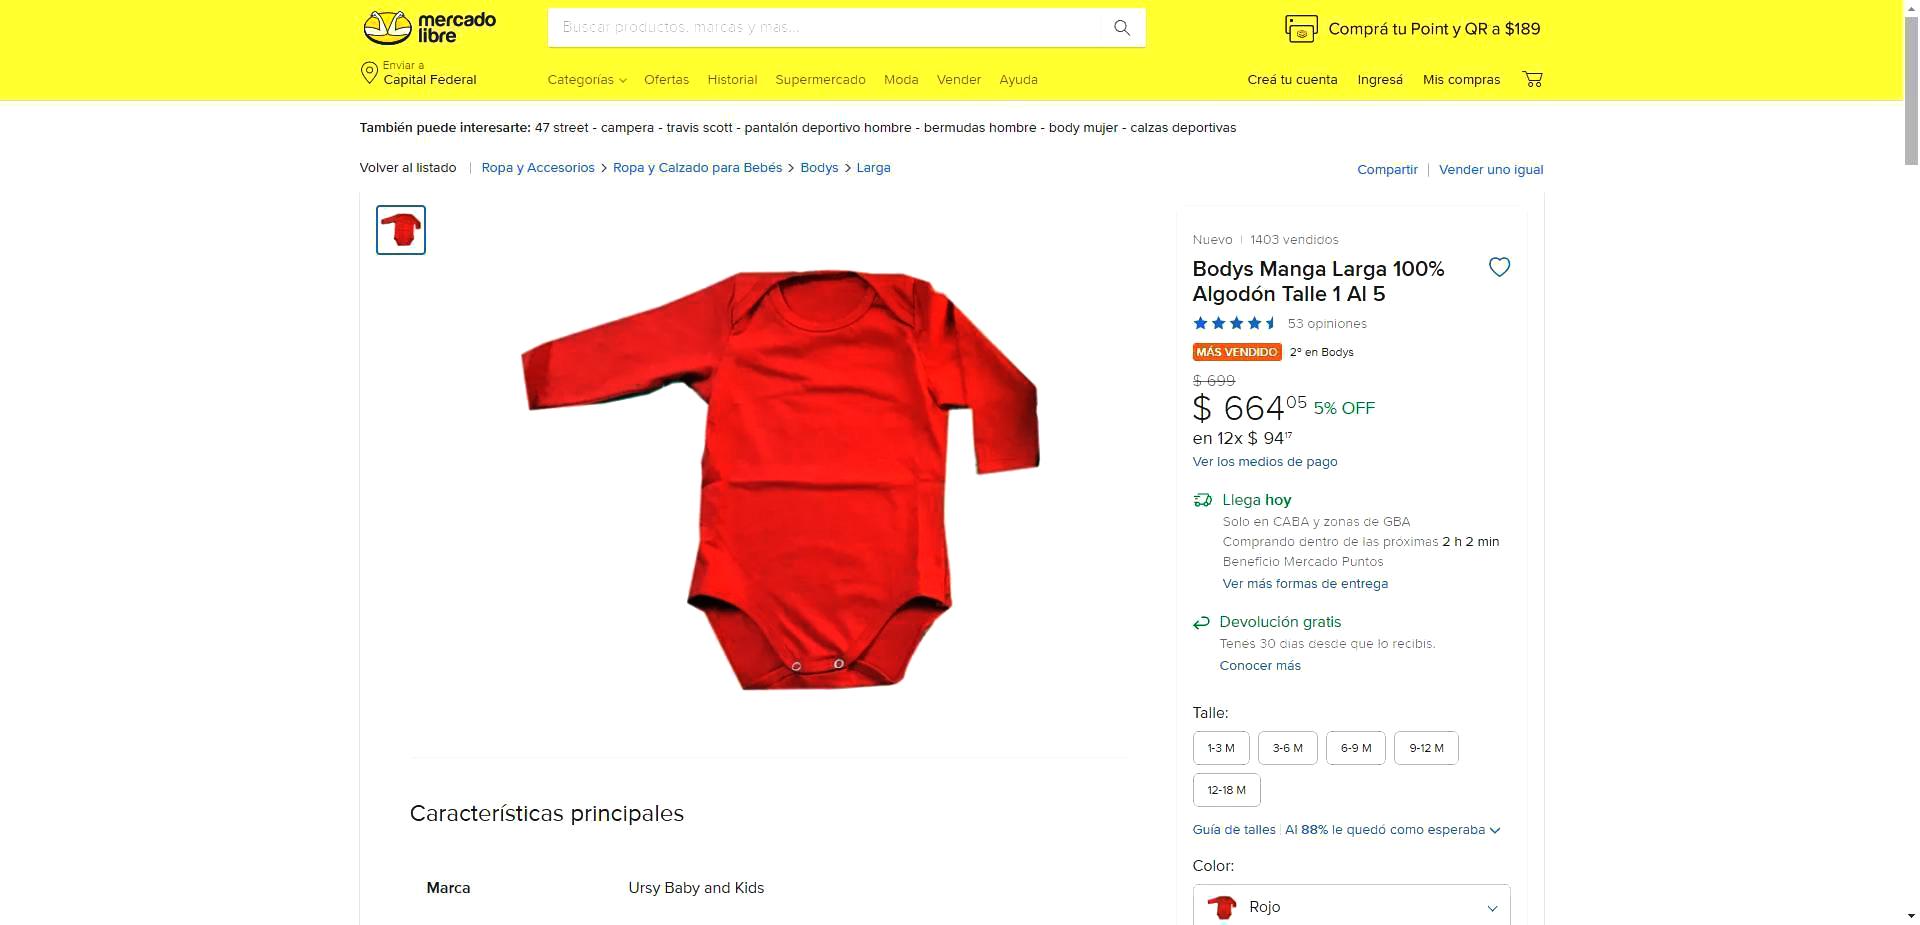 mercado
libre
Buscar productos, marcas y más...
Comprá tu Point y QR a $189
Enviar a
Capital Federal
Categorías Ofertas Historial Supermercado Moda Vender Ayuda
Creá tu cuenta Ingresá Mis compras
También puede interesarte: 47 street - campera - travis scott - pantalón deportivo hombre - bermudas hombre - body mujer - calzas deportivas
Volver al listado | Ropa y Accesorios > Ropa y Calzado para Bebés > Bodys > Larga
Compartir | Vender uno igual
Nuevo | 1403 vendidos
Bodys Manga Larga 100%
Algodón Talle 1 Al 5
53 opiniones
MÁS VENDIDO 2º en Bodys
$ 699
$ 664 05 5% OFF
en 12x $ 94 17
Ver los medios de pago
Llega hoy
Solo en CABA y zonas de GBA
Comprando dentro de las próximas 2 h 2 min
Beneficio Mercado Puntos
Ver más formas de entrega
Devolución gratis
Tenés 30 días desde que lo recibís.
Conocer más
Talle:
1-3 M 3-6 M 6-9 M 9-12 M
12-18 M
Guía de talles | Al 88% le quedó como esperaba
Color:
Rojo
Características principales
Marca Ursy Baby and Kids